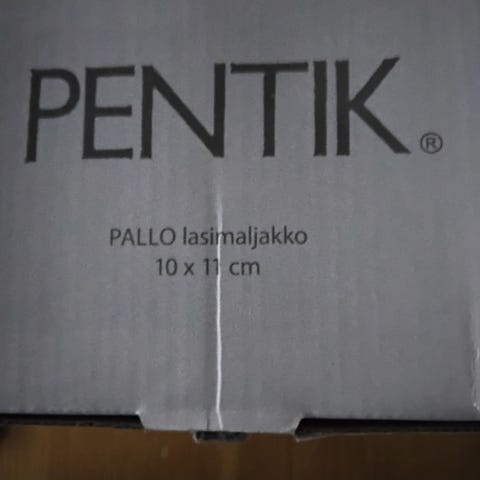 PENTIK®
PALLO lasimaljakko
10 x 11 cm